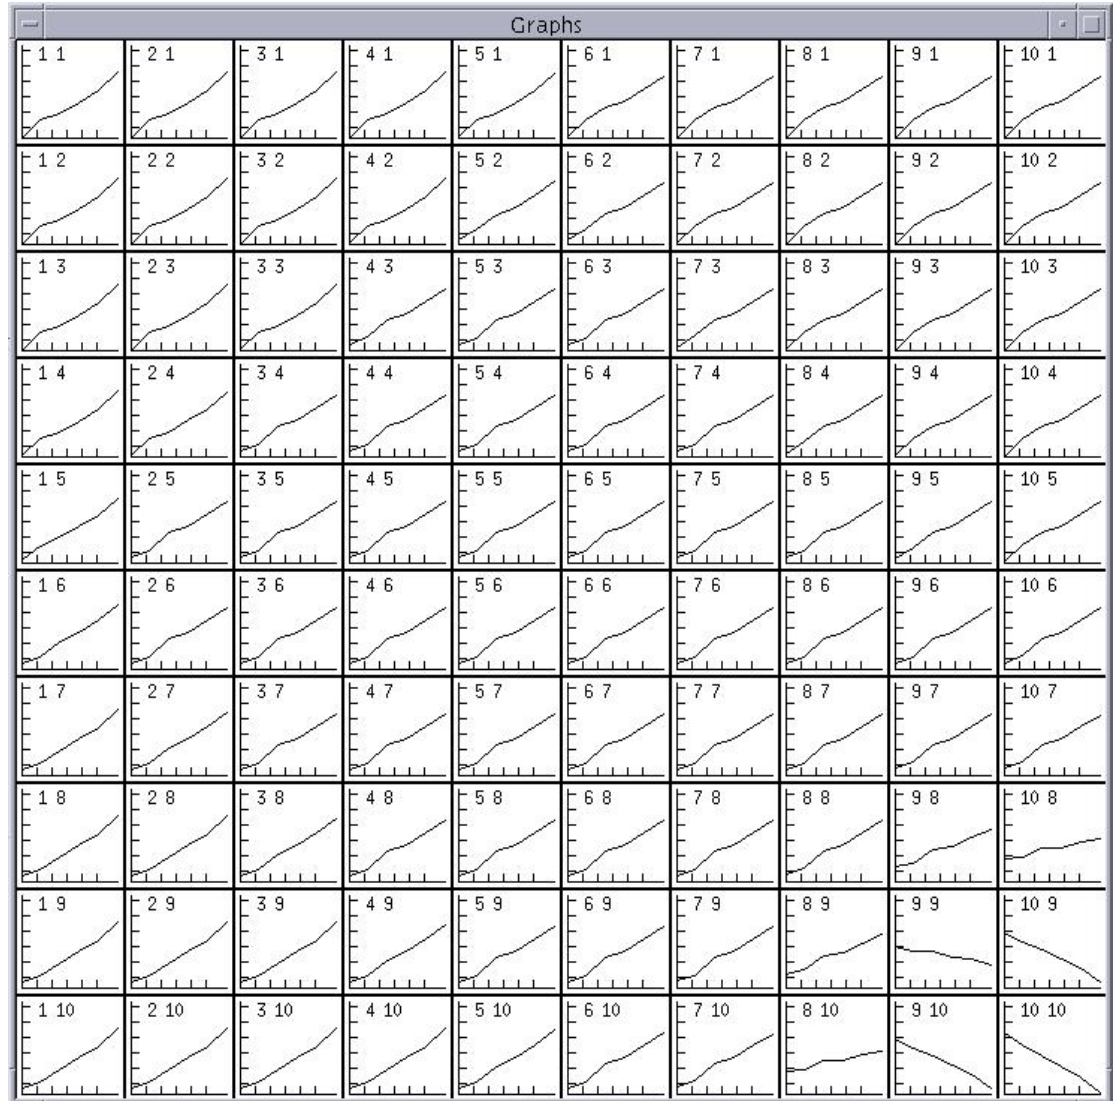 Graphs
1 1 2 1 3 1 4 1 5 1 6 1 7 1 8 1 9 1 10 1
1 2 2 2 3 2 4 2 5 2 6 2 7 2 8 2 9 2 10 2
1 3 2 3 3 3 4 3 5 3 6 3 7 3 8 3 9 3 10 3
1 4 2 4 3 4 4 4 5 4 6 4 7 4 8 4 9 4 10 4
1 5 2 5 3 5 4 5 5 5 6 5 7 5 8 5 9 5 10 5
1 6 2 6 3 6 4 6 5 6 6 6 7 6 8 6 9 6 10 6
1 7 2 7 3 7 4 7 5 7 6 7 7 7 8 7 9 7 10 7
1 8 2 8 3 8 4 8 5 8 6 8 7 8 8 8 9 8 10 8
1 9 2 9 3 9 4 9 5 9 6 9 7 9 8 9 9 9 10 9
1 10 2 10 3 10 4 10 5 10 6 10 7 10 8 10 9 10 10 10